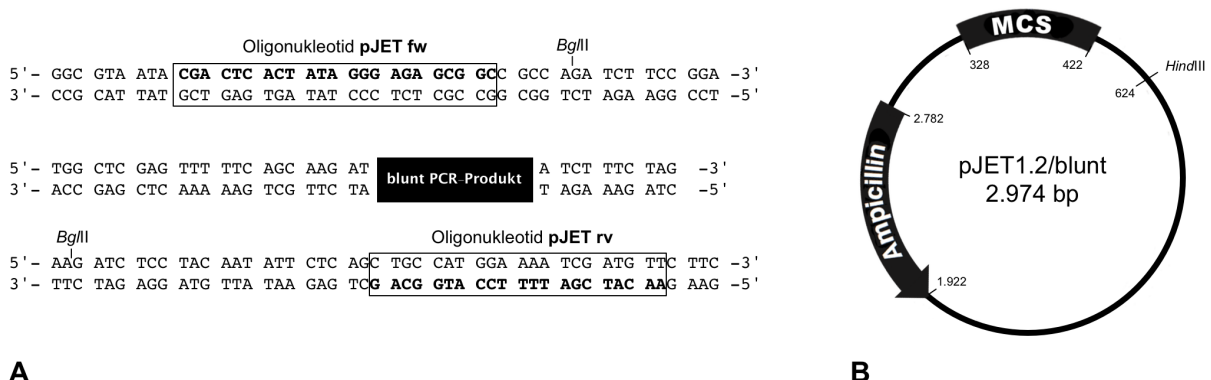 Oligonukleotid pJET fw
BglII
5'- GGC GTA ATA CGA CTC ACT ATA GGG AGA GCG GCC GCC AGA TCT TCC GGA -3'
3'- CCG CAT TAT GCT GAG TGA TAT CCC TCT CGC CGG CGG TCT AGA AGG CCT -5'
5'- TGG CTC GAG TTT TTC AGC AAG AT blunt PCR-Produkt A TCT TTC TAG -3'
3'- ACC GAG CTC AAA AAG TCG TTC TA T AGA AAG ATC -5'
BglII
Oligonukleotid pJET rv
5'- AAG ATC TCC TAC AAT ATT CTC AGC TGC CAT GGA AAA TCG ATG TTC TTC -3'
3'- TTC TAG AGG ATG TTA TAA GAG TCG ACG GTA CCT TTT AGC TAC AAG AAG -5'
A
MCS
328
422
HindIII
624
2.782
pJET1.2/blunt
2.974 bp
Ampicillin
1.922
B